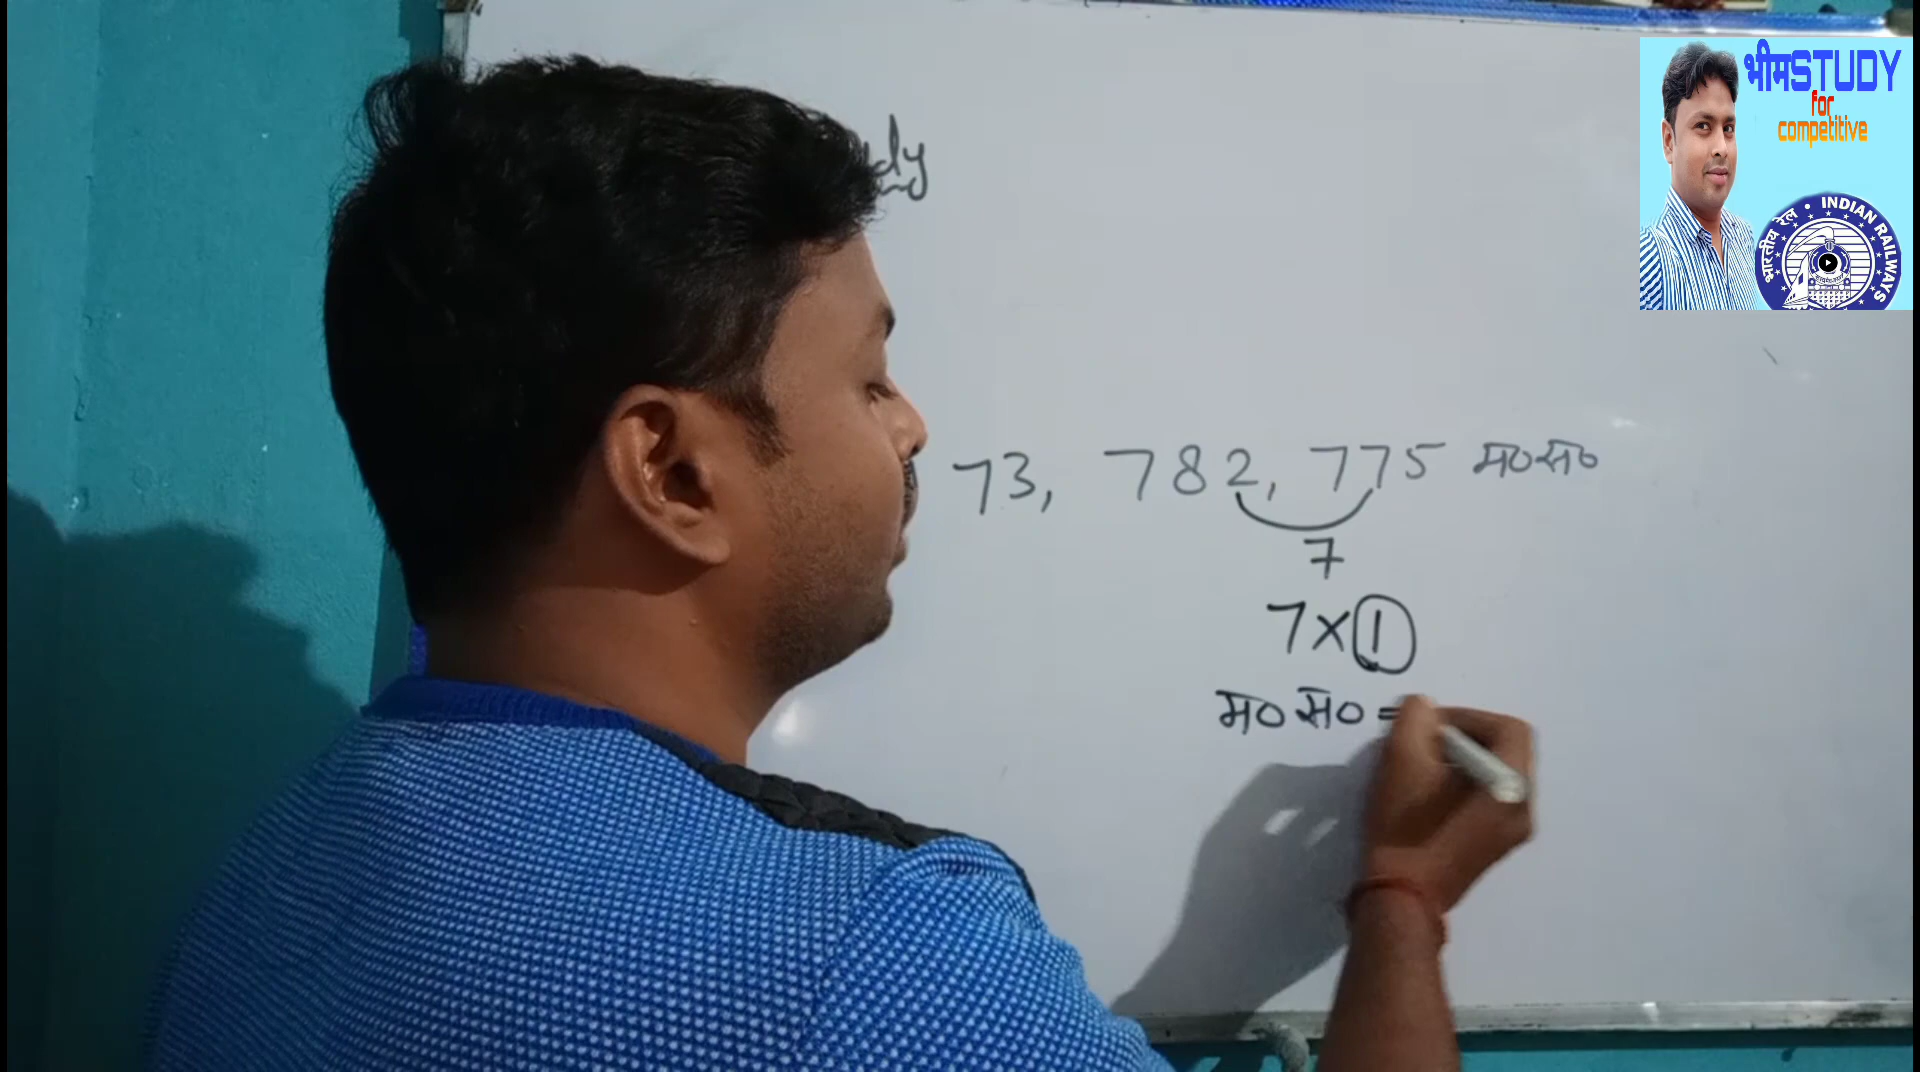 भीमSTUDY
for
competitive
भारतीय रेल • INDIAN RAILWAYS
73, 782, 775 म०स०
7
7×1
म०स० =